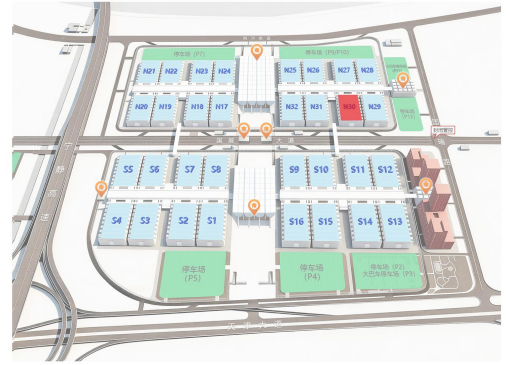 停车场 (P7)
停车场 (P9/P10)
N21 N22 N23 N24
N25 N26 N27 N28
N20 N19 N18 N17
N32 N31 N30 N29
停车场
S5 S6 S7 S8
S9 S10 S11 S12
S4 S3 S2 S1
S16 S15 S14 S13
停车场
(P5)
停车场
(P4)
停车场 (P2)
大巴车停车场 (P3)